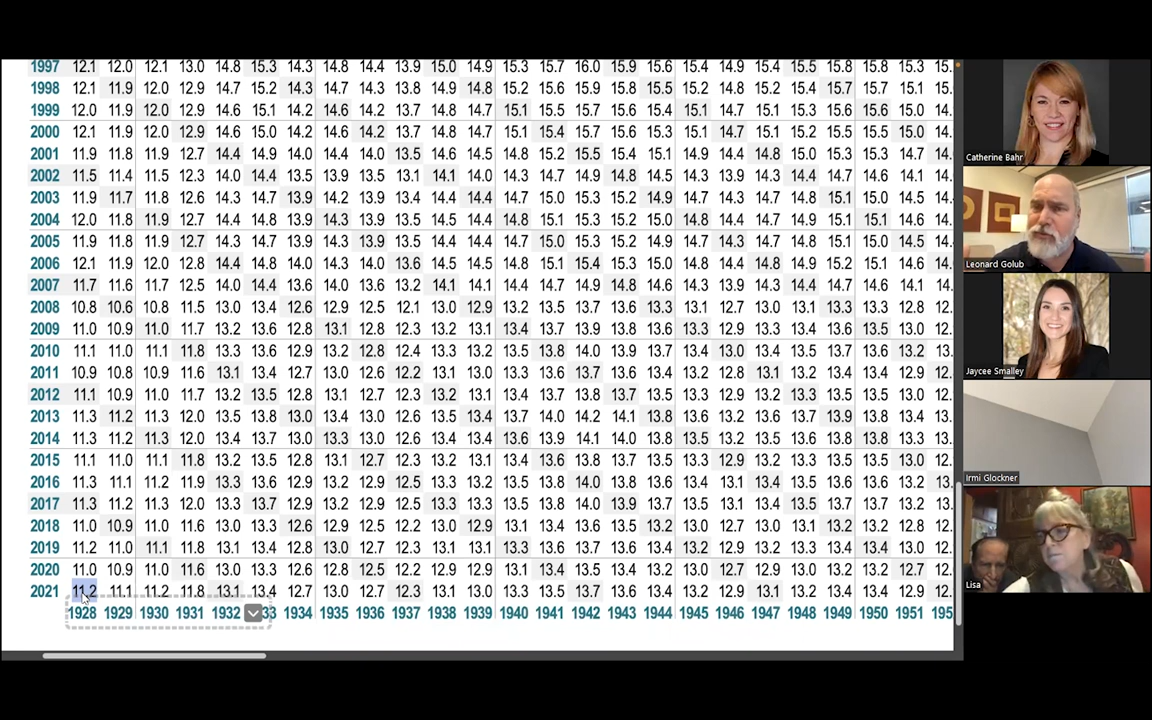 1997 12.1 12.0 12.1 13.0 14.8 15.3 14.3 14.8 14.4 13.9 15.0 14.9 15.3 15.7 16.0 15.9 15.6 15.4 14.9 15.4 15.8 15.8 15.3 15.
1998 12.1 11.9 12.0 12.9 14.7 15.2 14.3 14.7 14.3 13.8 14.9 14.8 15.2 15.6 15.9 15.8 15.5 15.2 14.8 15.2 15.4 15.7 15.7 15.1 15.
1999 12.0 11.9 12.0 12.9 14.6 15.1 14.2 14.6 14.2 13.7 14.8 14.7 15.1 15.5 15.7 15.6 15.4 15.1 14.7 15.1 15.3 15.6 15.6 15.0 14.
2000 12.1 11.9 12.0 12.9 14.6 15.0 14.2 14.6 14.2 13.7 14.8 14.7 15.1 15.4 15.7 15.6 15.3 15.1 14.7 15.1 15.2 15.5 15.5 15.0 14.
2001 11.9 11.8 11.9 12.7 14.4 14.9 14.0 14.4 14.0 13.5 14.6 14.5 14.8 15.2 15.5 15.4 15.1 14.9 14.4 14.8 15.0 15.3 15.3 14.7 14.
2002 11.5 11.4 11.5 12.3 14.0 14.4 13.5 13.9 13.5 13.1 14.1 14.0 14.3 14.7 14.9 14.8 14.5 14.3 13.9 14.3 14.4 14.7 14.6 14.1 14.
2003 11.9 11.7 11.8 12.6 14.3 14.7 13.9 14.2 13.9 13.4 14.4 14.4 14.7 15.0 15.3 15.2 14.9 14.7 14.3 14.6 14.8 15.1 15.0 14.5 14.
2004 12.0 11.8 11.9 12.7 14.4 14.8 13.9 14.3 13.9 13.5 14.5 14.4 14.8 15.1 15.3 15.2 15.0 14.8 14.4 14.7 14.9 15.1 15.1 14.6 14.
2005 11.9 11.8 11.9 12.7 14.3 14.7 13.9 14.3 13.9 13.5 14.4 14.4 14.7 15.0 15.3 15.2 14.9 14.7 14.3 14.7 14.8 15.1 15.0 14.5 14.
2006 12.1 11.9 12.0 12.8 14.4 14.8 14.0 14.3 14.0 13.6 14.5 14.5 14.8 15.1 15.4 15.3 15.0 14.8 14.4 14.8 14.9 15.2 15.1 14.6 14.
2007 11.7 11.6 11.7 12.5 14.0 14.4 13.6 14.0 13.6 13.2 14.1 14.1 14.4 14.7 14.9 14.8 14.6 14.3 13.9 14.3 14.4 14.7 14.6 14.1 14.
2008 10.8 10.6 10.8 11.5 13.0 13.4 12.6 12.9 12.5 12.1 13.0 12.9 13.2 13.5 13.7 13.6 13.3 13.1 12.7 13.0 13.1 13.3 13.3 12.8 12.
2009 11.0 10.9 11.0 11.7 13.2 13.6 12.8 13.1 12.8 12.3 13.2 13.1 13.4 13.7 13.9 13.8 13.6 13.3 12.9 13.3 13.4 13.6 13.5 13.0 12.
2010 11.1 11.0 11.1 11.8 13.3 13.6 12.9 13.2 12.8 12.4 13.3 13.2 13.5 13.8 14.0 13.9 13.7 13.4 13.0 13.4 13.5 13.7 13.6 13.2 13.
2011 10.9 10.8 10.9 11.6 13.1 13.4 12.7 13.0 12.6 12.2 13.1 13.0 13.3 13.6 13.7 13.6 13.4 13.2 12.8 13.1 13.2 13.4 13.4 12.9 12.
2012 11.1 10.9 11.0 11.7 13.2 13.5 12.8 13.1 12.7 12.3 13.2 13.1 13.4 13.7 13.8 13.7 13.5 13.3 12.9 13.2 13.3 13.5 13.5 13.0 12.
2013 11.3 11.2 11.3 12.0 13.5 13.8 13.0 13.4 13.0 12.6 13.5 13.4 13.7 14.0 14.2 14.1 13.8 13.6 13.2 13.6 13.7 13.9 13.8 13.4 13.
2014 11.3 11.2 11.3 12.0 13.4 13.7 13.0 13.3 13.0 12.6 13.4 13.4 13.6 13.9 14.1 14.0 13.8 13.5 13.2 13.5 13.6 13.8 13.8 13.3 13.
2015 11.1 11.0 11.1 11.8 13.2 13.5 12.8 13.1 12.7 12.3 13.2 13.1 13.4 13.6 13.8 13.7 13.5 13.3 12.9 13.2 13.3 13.5 13.5 13.0 12.
2016 11.3 11.1 11.2 11.9 13.3 13.6 12.9 13.2 12.9 12.5 13.3 13.2 13.5 13.8 14.0 13.8 13.6 13.4 13.1 13.4 13.5 13.6 13.6 13.2 13.
2017 11.3 11.2 11.3 12.0 13.3 13.7 12.9 13.2 12.9 12.5 13.3 13.3 13.5 13.8 14.0 13.9 13.7 13.5 13.1 13.4 13.5 13.7 13.7 13.2 13.
2018 11.0 10.9 11.0 11.6 13.0 13.3 12.6 12.9 12.5 12.2 13.0 12.9 13.1 13.4 13.6 13.5 13.2 13.0 12.7 13.0 13.1 13.2 13.2 12.8 12.
2019 11.2 11.0 11.1 11.8 13.1 13.4 12.8 13.0 12.7 12.3 13.1 13.1 13.3 13.6 13.7 13.6 13.4 13.2 12.9 13.2 13.3 13.4 13.4 13.0 12.
2020 11.0 10.9 11.0 11.6 13.0 13.3 12.6 12.8 12.5 12.2 12.9 12.9 13.1 13.4 13.5 13.4 13.2 13.0 12.7 13.0 13.0 13.2 13.2 12.7 12.
2021 11.2 11.1 11.2 11.8 13.1 13.4 12.7 13.0 12.7 12.3 13.1 13.0 13.3 13.5 13.7 13.6 13.4 13.2 12.9 13.1 13.2 13.4 13.4 12.9 12.
1928 1929 1930 1931 1932 33 1934 1935 1936 1937 1938 1939 1940 1941 1942 1943 1944 1945 1946 1947 1948 1949 1950 1951 195
Catherine Bahr
Leonard Golub
Jaycee Smalley
Irmi Glockner
Lisa